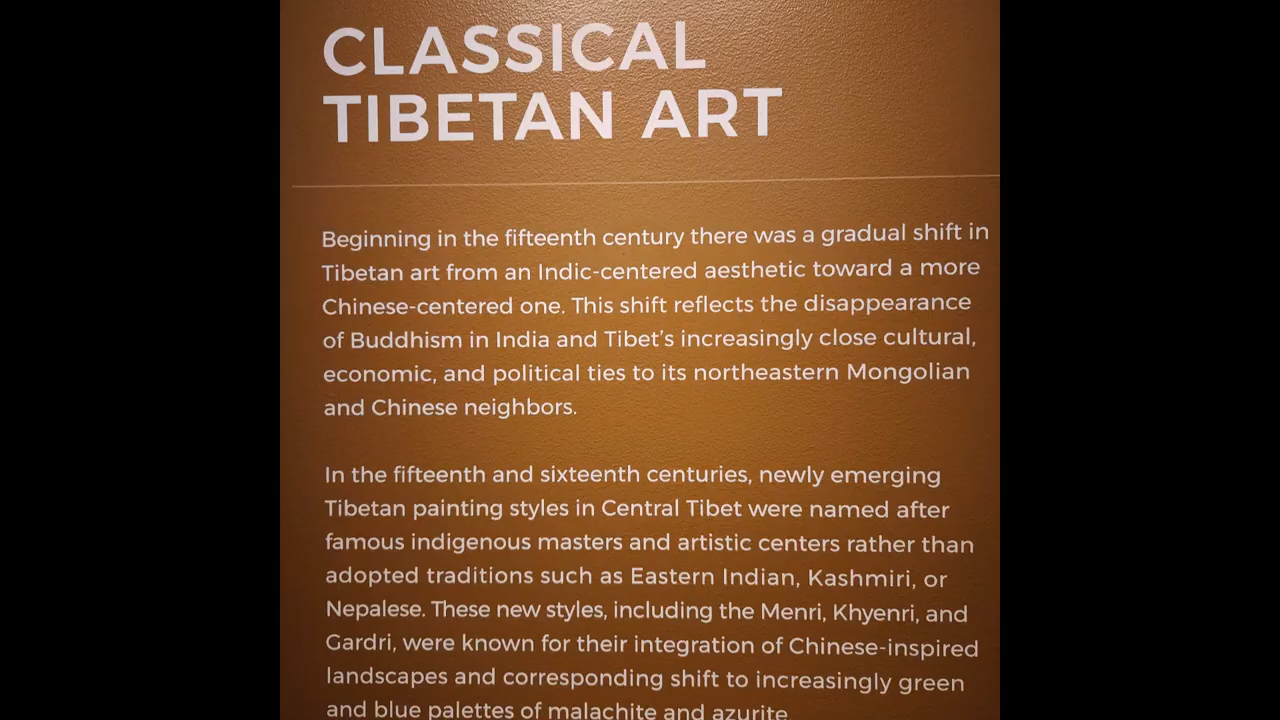 CLASSICAL
TIBETAN ART
Beginning in the fifteenth century there was a gradual shift in
Tibetan art from an Indic-centered aesthetic toward a more
Chinese-centered one. This shift reflects the disappearance
of Buddhism in India and Tibet’s increasingly close cultural,
economic, and political ties to its northeastern Mongolian
and Chinese neighbors.
In the fifteenth and sixteenth centuries, newly emerging
Tibetan painting styles in Central Tibet were named after
famous indigenous masters and artistic centers rather than
adopted traditions such as Eastern Indian, Kashmiri, or
Nepalese. These new styles, including the Menri, Khyenri, and
Gardri, were known for their integration of Chinese-inspired
landscapes and corresponding shift to increasingly green
and blue palettes of malachite and azurite.